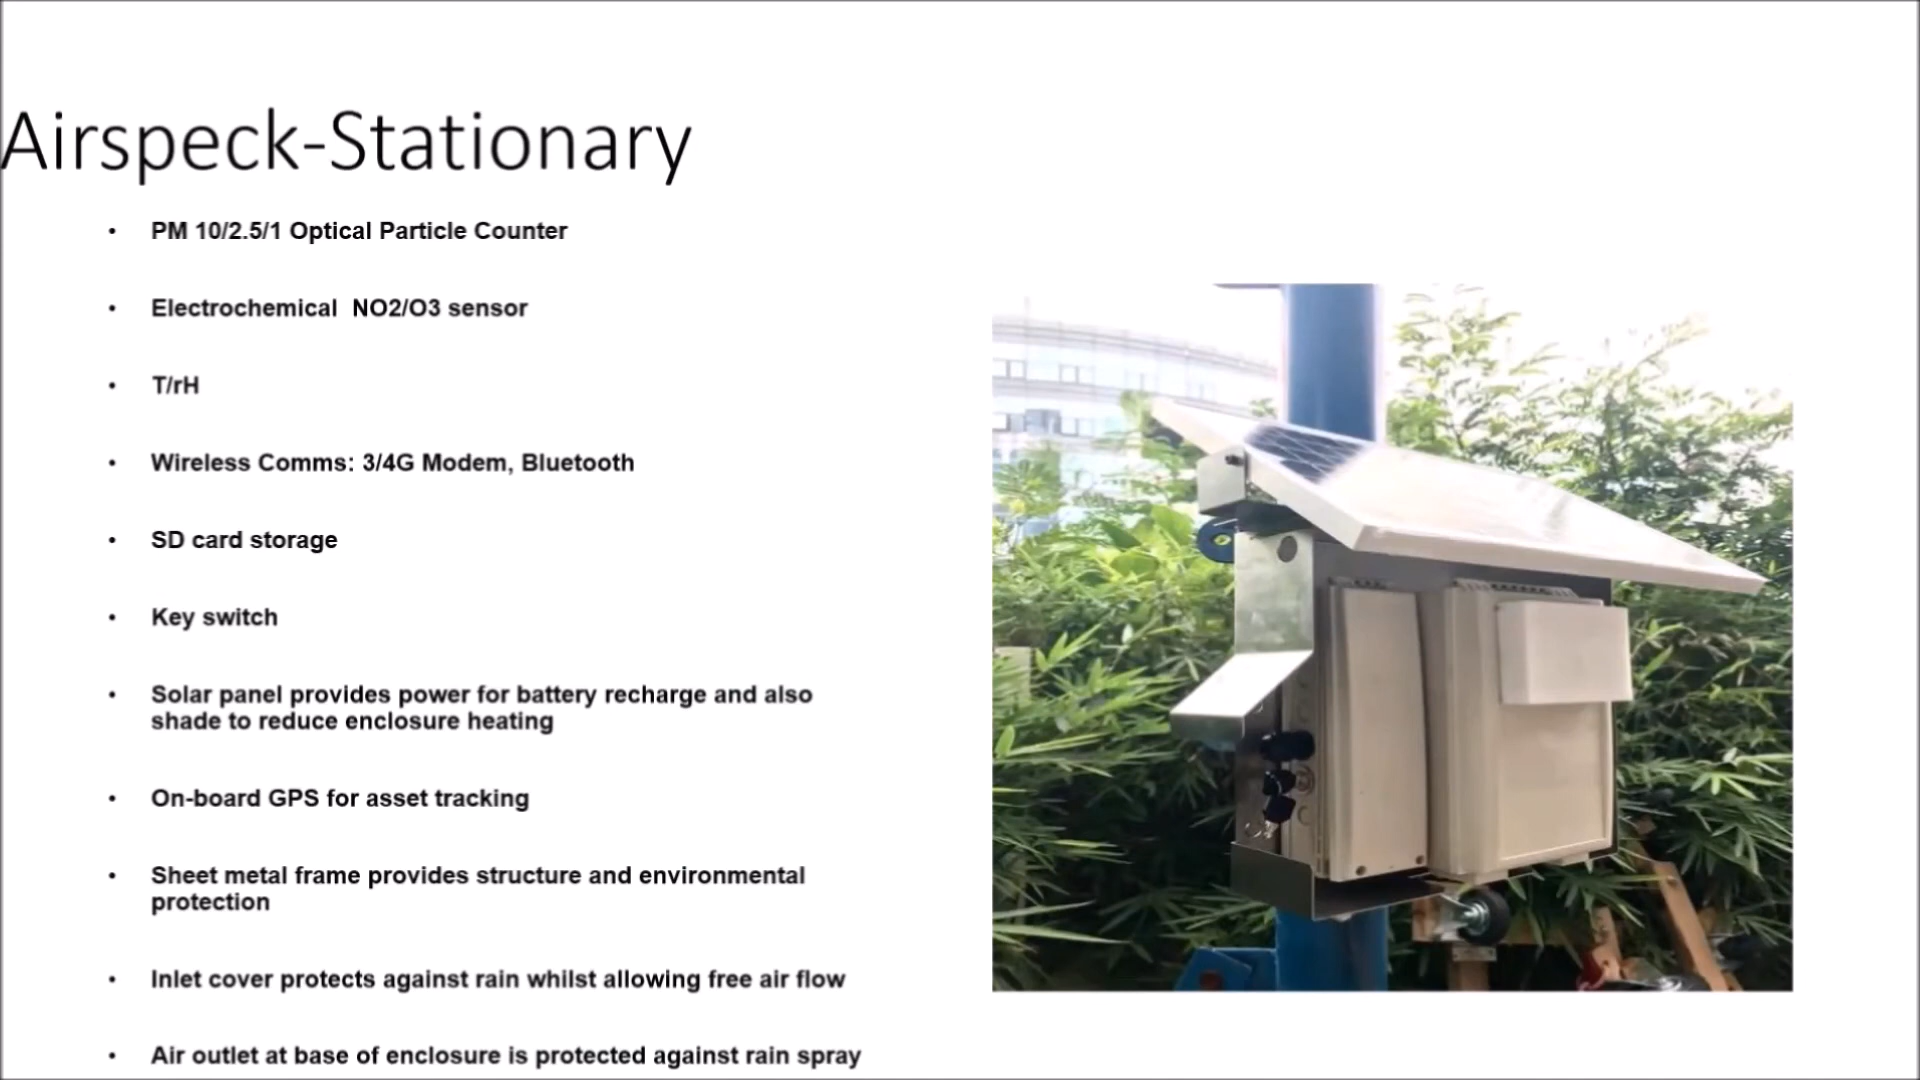 Airspeck-Stationary
• PM 10/2.5/1 Optical Particle Counter
• Electrochemical  NO2/O3 sensor
• T/rH
• Wireless Comms: 3/4G Modem, Bluetooth
• SD card storage
• Key switch
• Solar panel provides power for battery recharge and also
shade to reduce enclosure heating
• On-board GPS for asset tracking
• Sheet metal frame provides structure and environmental
protection
• Inlet cover protects against rain whilst allowing free air flow
• Air outlet at base of enclosure is protected against rain spray